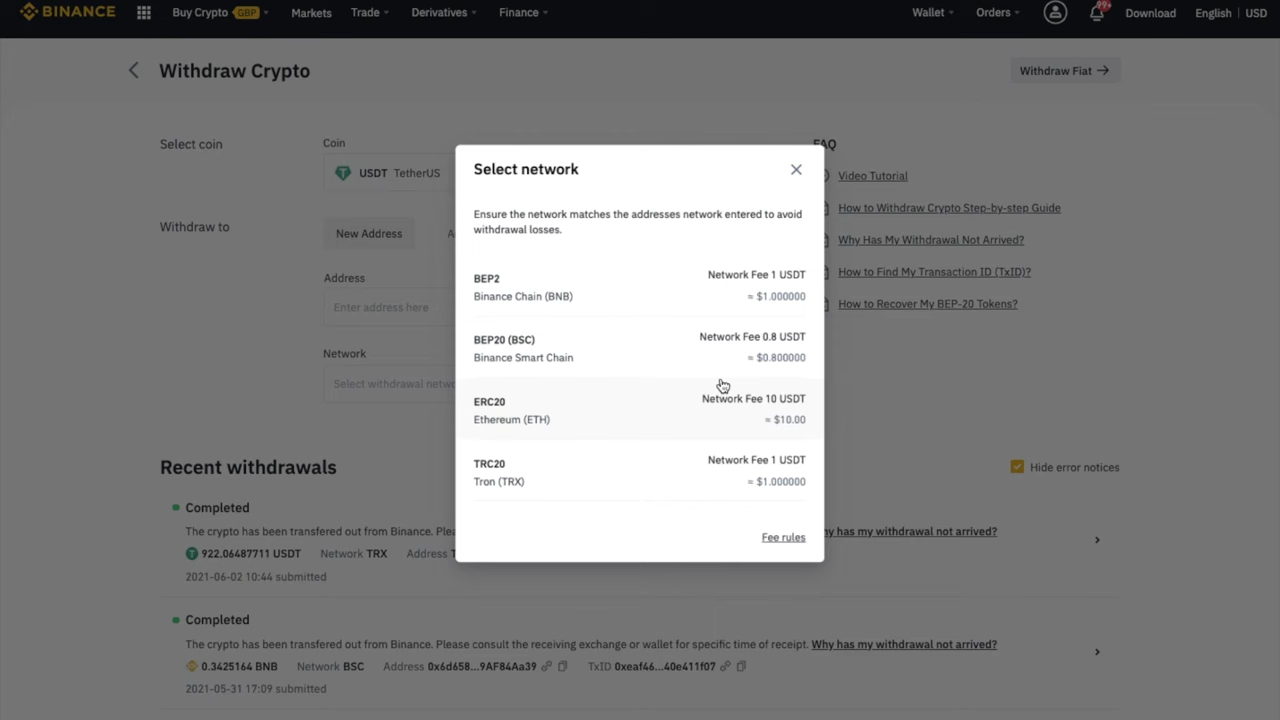 BINANCE
Buy Crypto GBP
Markets
Trade
Derivatives
Finance
Wallet
Orders
99+
Download
English | USD
Withdraw Crypto
Withdraw Fiat
Select coin
Coin
USDT TetherUS
Withdraw to
New Address
Address
Enter address here
Network
Select withdrawal
FAQ
Video Tutorial
How to Withdraw Crypto Step-by-step Guide
Why Has My Withdrawal Not Arrived?
How to Find My Transaction ID (TxID)?
How to Recover My BEP-20 Tokens?
Select network
Ensure the network matches the addresses network entered to avoid
withdrawal losses.
BEP2 Network Fee 1 USDT
Binance Chain (BNB) ≈ $1.000000
BEP20 (BSC) Network Fee 0.8 USDT
Binance Smart Chain ≈ $0.800000
ERC20 Network Fee 10 USDT
Ethereum (ETH) ≈ $10.00
TRC20 Network Fee 1 USDT
Tron (TRX) ≈ $1.000000
Fee rules
Recent withdrawals
Hide error notices
Completed
The crypto has been transfered out from Binance. has my withdrawal not arrived?
922.06487711 USDT Network TRX Address
2021-06-02 10:44 submitted
Completed
The crypto has been transfered out from Binance. Please consult the receiving exchange or wallet for specific time of receipt. Why has my withdrawal not arrived?
0.3425164 BNB Network BSC Address 0x6d658...9AF84Aa39 TxID 0xeaf46...40e411f07
2021-05-31 17:09 submitted